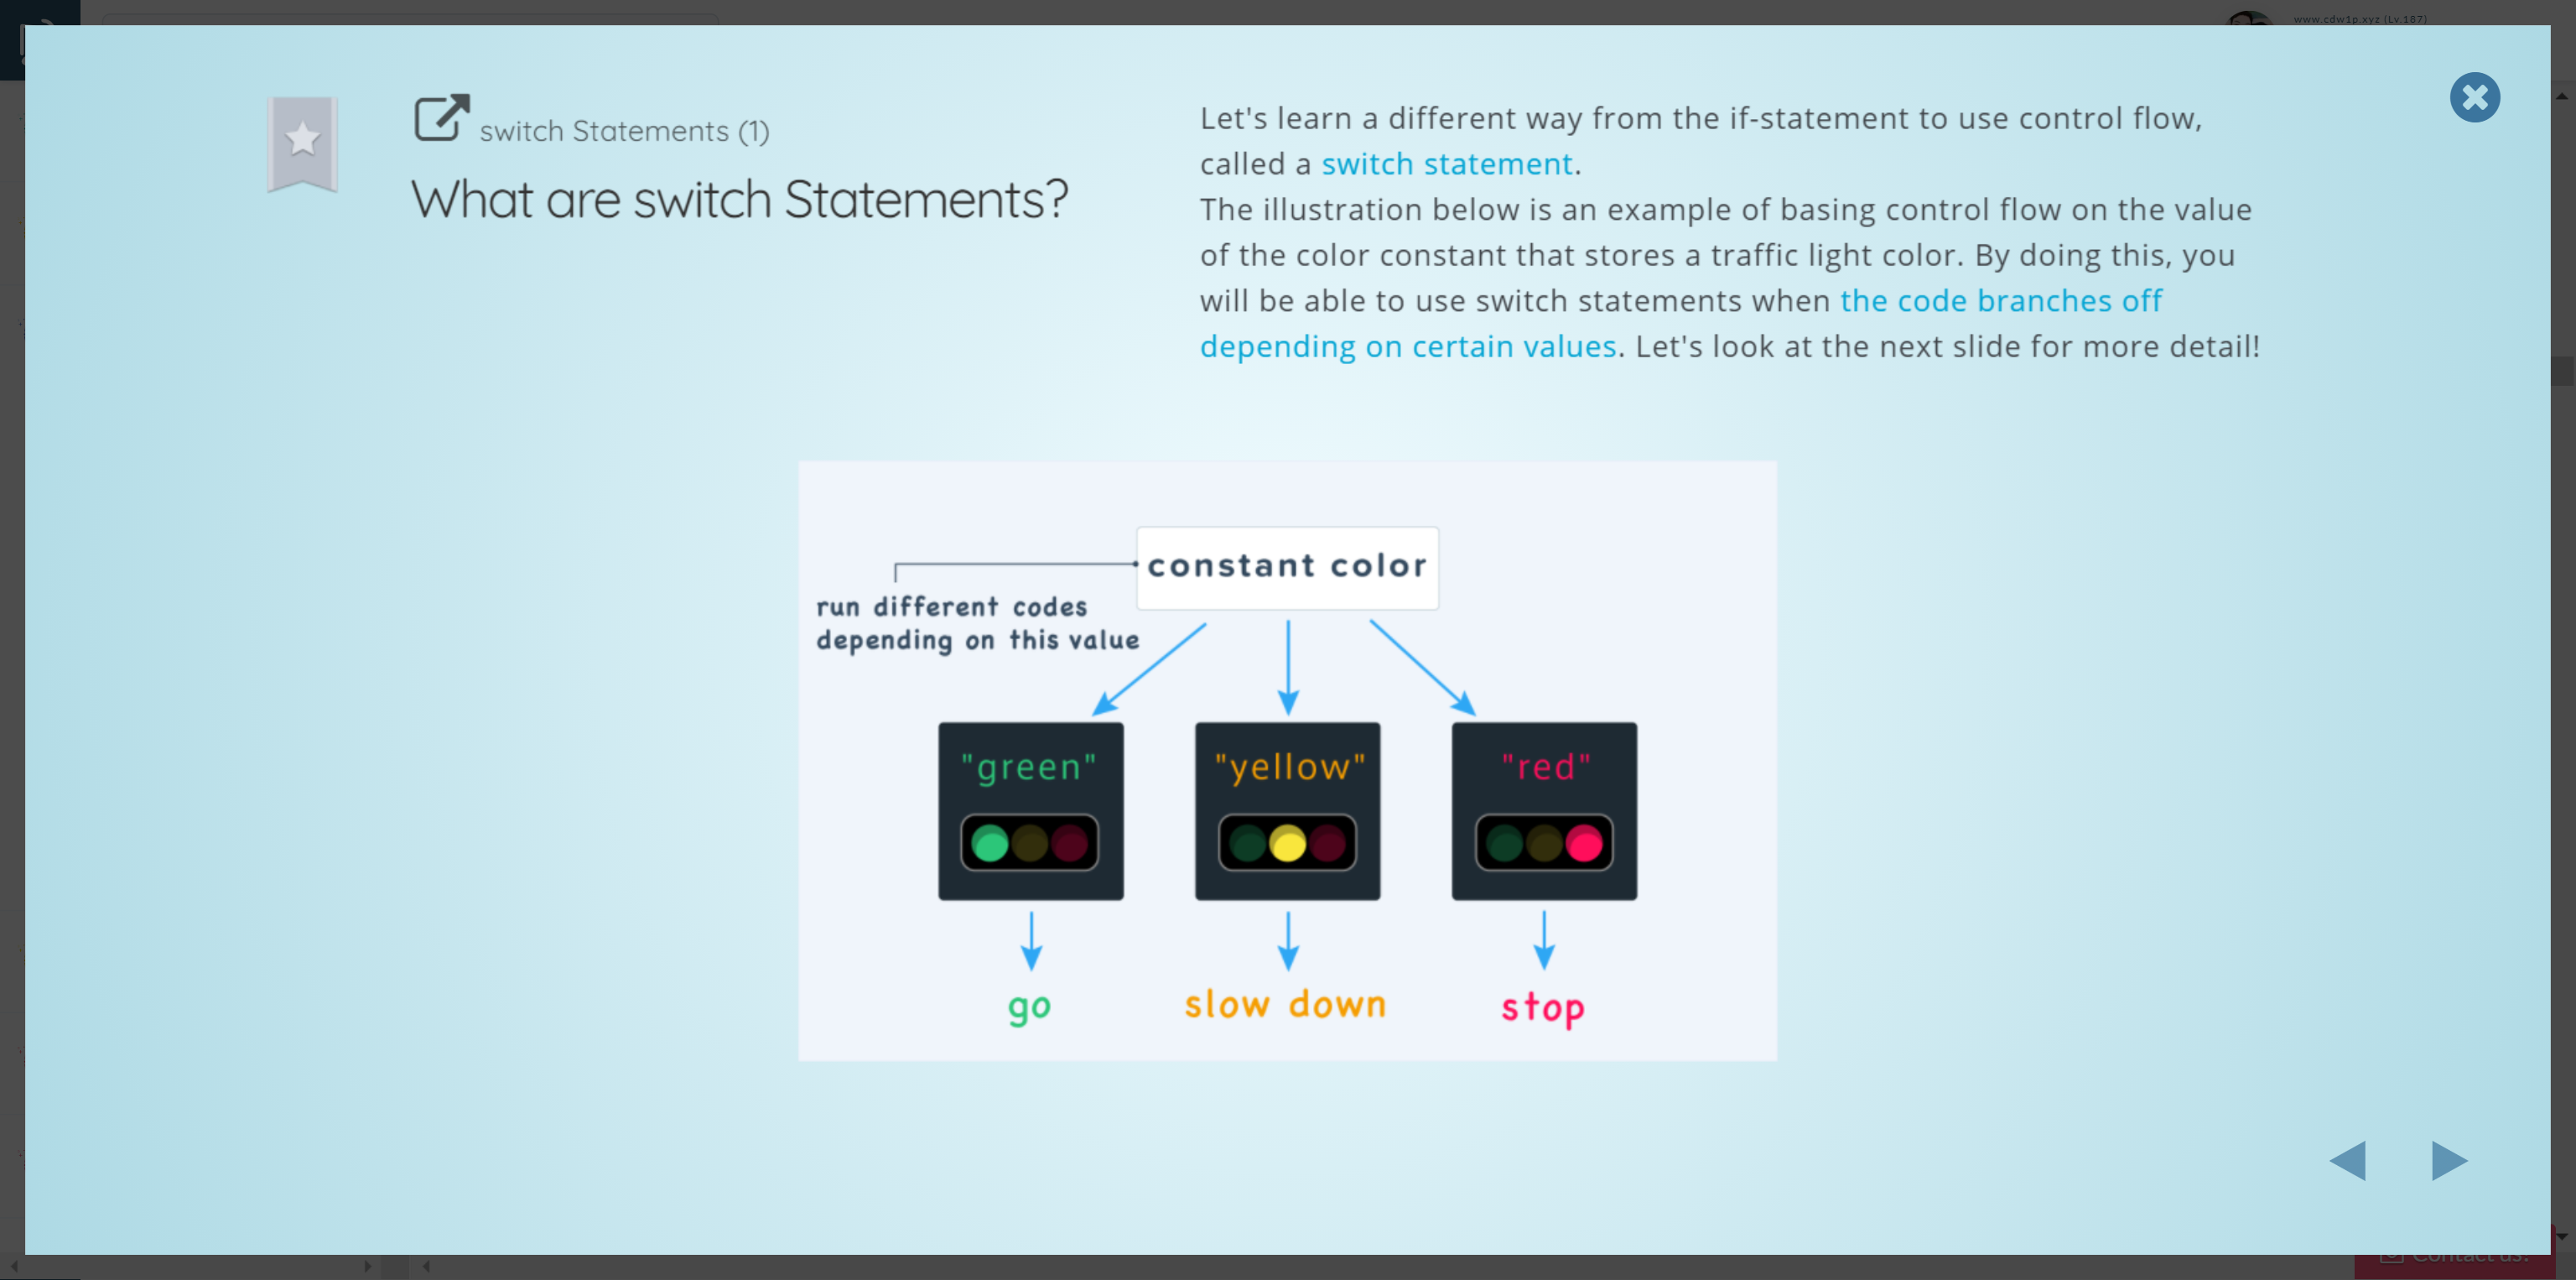 www.cdw1p.xyz (Lv.187)
switch Statements (1)
What are switch Statements?
Let's learn a different way from the if-statement to use control flow,
called a switch statement.
The illustration below is an example of basing control flow on the value
of the color constant that stores a traffic light color. By doing this, you
will be able to use switch statements when the code branches off
depending on certain values. Let's look at the next slide for more detail!
constant color
run different codes
depending on this value
"green" "yellow" "red"
go slow down stop
Contact us!